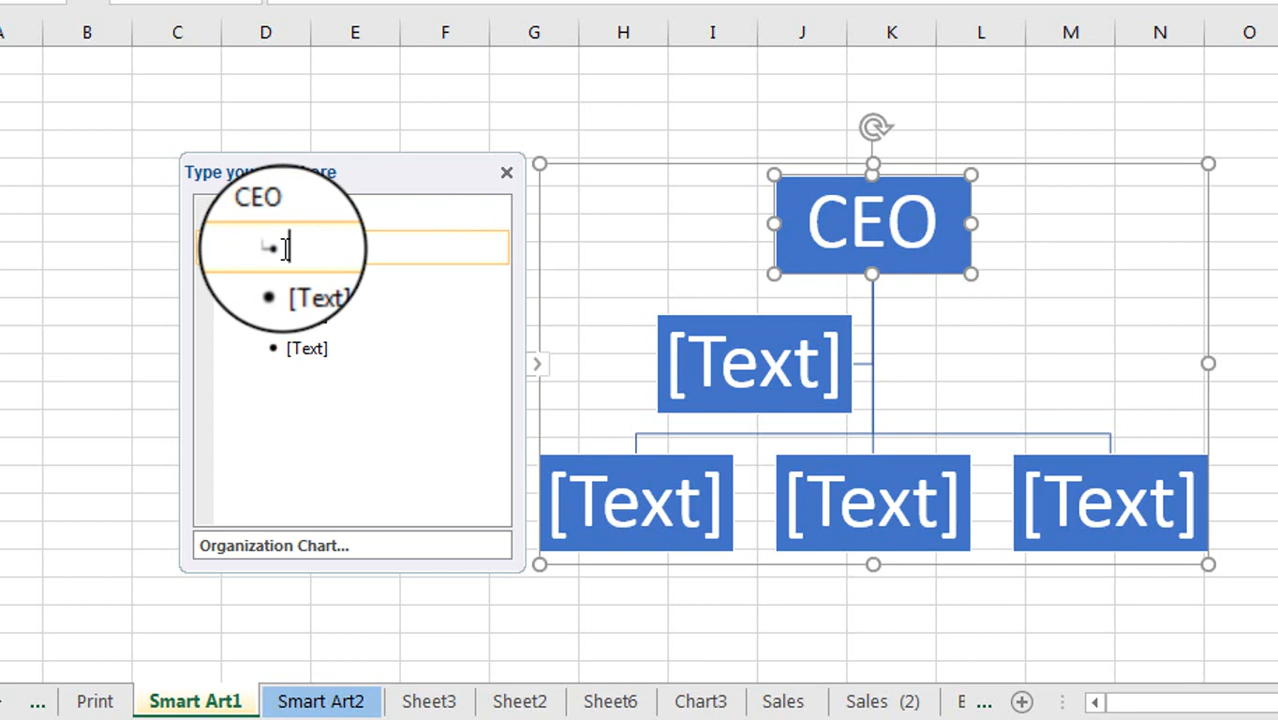 B C D E F G H I J K L M N O
Type you re
CEO
[Text]
[Text]
Organization Chart...
CEO
[Text]
[Text] [Text] [Text]
... Print Smart Art1 Smart Art2 Sheet3 Sheet2 Sheet6 Chart3 Sales Sales (2) E ...